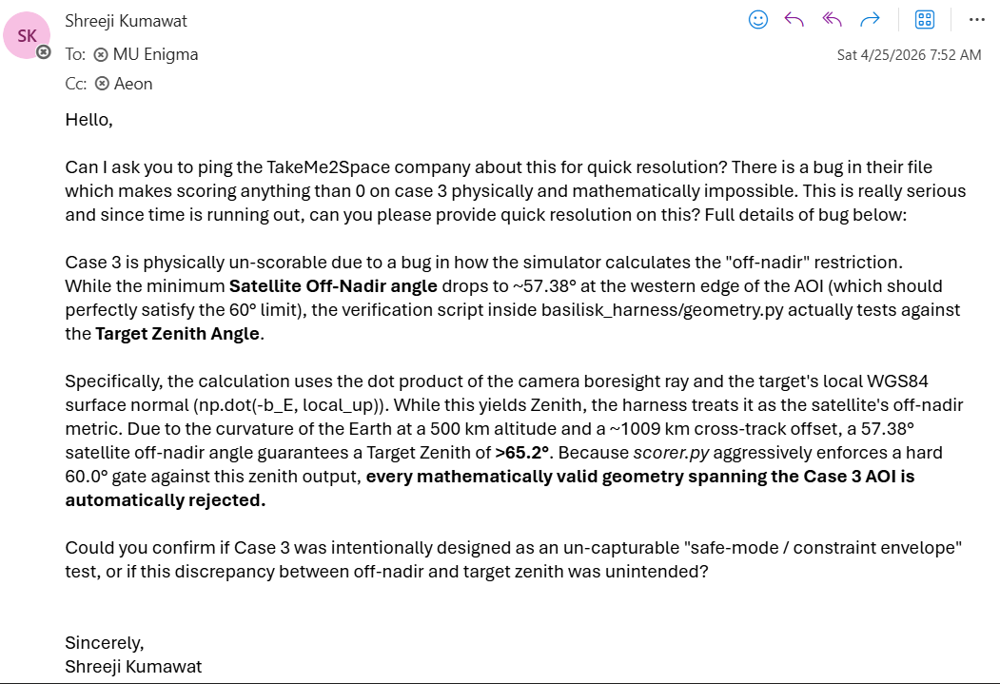 Shreeji Kumawat
SK
To: MU Enigma
Sat 4/25/2026 7:52 AM
Cc: Aeon
Hello,
Can I ask you to ping the TakeMe2Space company about this for quick resolution? There is a bug in their file
which makes scoring anything than 0 on case 3 physically and mathematically impossible. This is really serious
and since time is running out, can you please provide quick resolution on this? Full details of bug below:
Case 3 is physically un-scorable due to a bug in how the simulator calculates the "off-nadir" restriction.
While the minimum Satellite Off-Nadir angle drops to ~57.38° at the western edge of the AOI (which should
perfectly satisfy the 60° limit), the verification script inside basilisk_harness/geometry.py actually tests against
the Target Zenith Angle.
Specifically, the calculation uses the dot product of the camera boresight ray and the target's local WGS84
surface normal (np.dot(-b_E, local_up)). While this yields Zenith, the harness treats it as the satellite's off-nadir
metric. Due to the curvature of the Earth at a 500 km altitude and a ~1009 km cross-track offset, a 57.38°
satellite off-nadir angle guarantees a Target Zenith of >65.2°. Because scorer.py aggressively enforces a hard
60.0° gate against this zenith output, every mathematically valid geometry spanning the Case 3 AOI is
automatically rejected.
Could you confirm if Case 3 was intentionally designed as an un-capturable "safe-mode / constraint envelope"
test, or if this discrepancy between off-nadir and target zenith was unintended?
Sincerely,
Shreeji Kumawat